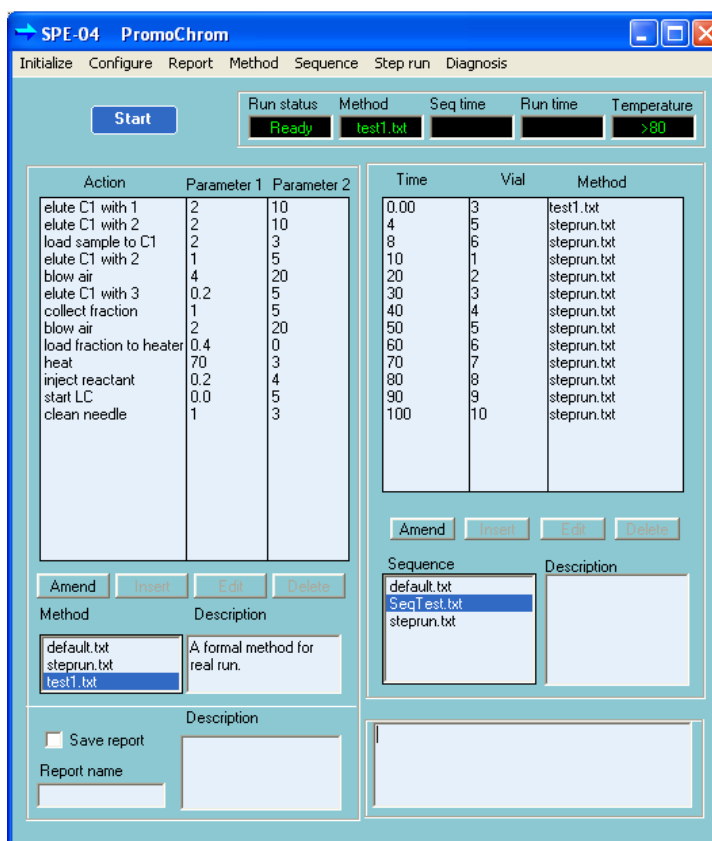 SPE-04 PromoChrom
Initialize Configure Report Method Sequence Step run Diagnosis
Start
Run status Method Seq time Run time Temperature
Ready test1.txt >80
Action Parameter 1 Parameter 2
elute C1 with 1 2 10
elute C1 with 2 2 10
load sample to C1 2 3
elute C1 with 2 1 5
blow air 4 20
elute C1 with 3 0.2 5
collect fraction 1 5
blow air 2 20
load fraction to heater 0.4 0
heat 70 3
inject reactant 0.2 4
start LC 0.0 5
clean needle 1 3
Amend Insert Edit Delete
Method Description
default.txt
steprun.txt
test1.txt
A formal method for
real run.
Save report
Report name
Description
Time Vial Method
0.00 3 test1.txt
4 5 steprun.txt
8 6 steprun.txt
10 1 steprun.txt
20 2 steprun.txt
30 3 steprun.txt
40 4 steprun.txt
50 5 steprun.txt
60 6 steprun.txt
70 7 steprun.txt
80 8 steprun.txt
90 9 steprun.txt
100 10 steprun.txt
Amend Insert Edit Delete
Sequence Description
default.txt
SeqTest.txt
steprun.txt